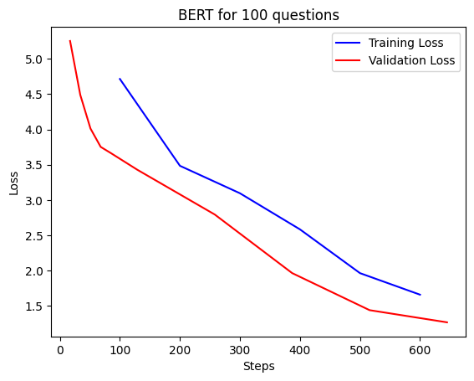 BERT for 100 questions
Training Loss
Validation Loss
5.0
4.5
4.0
3.5
3.0
2.5
2.0
1.5
Loss
0 100 200 300 400 500 600
Steps